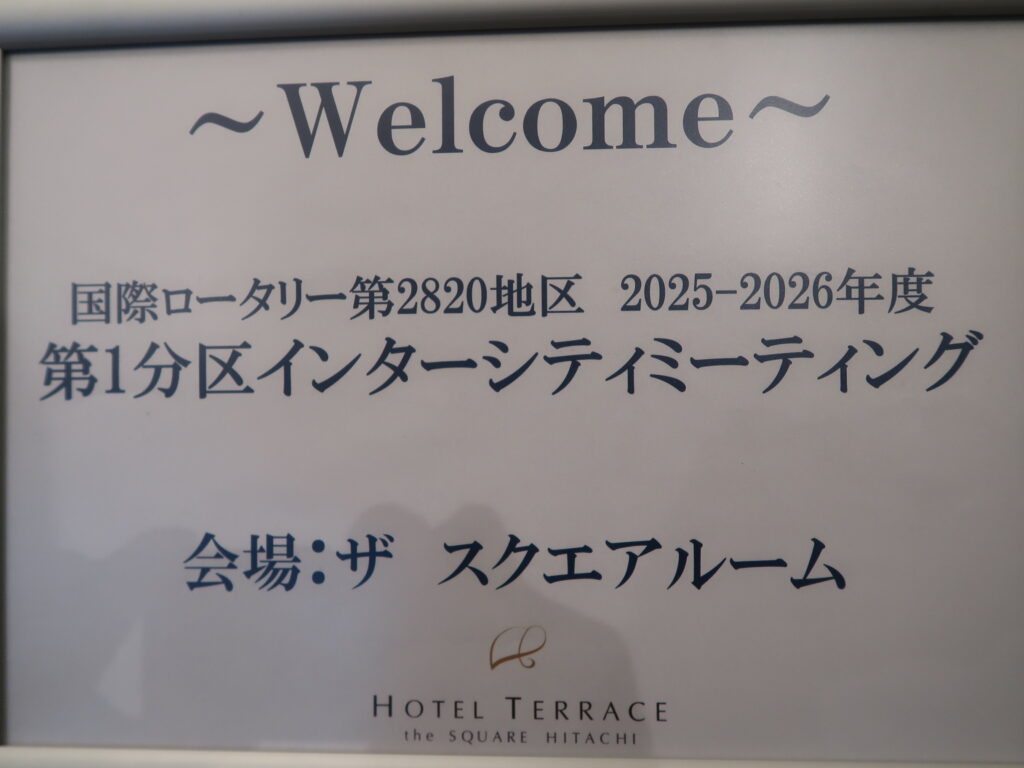 ～Welcome～
国際ロータリー第2820地区　2025-2026年度
第1分区インターシティミーティング
会場：ザ　スクエアルーム
HOTEL TERRACE
the SQUARE HITACHI